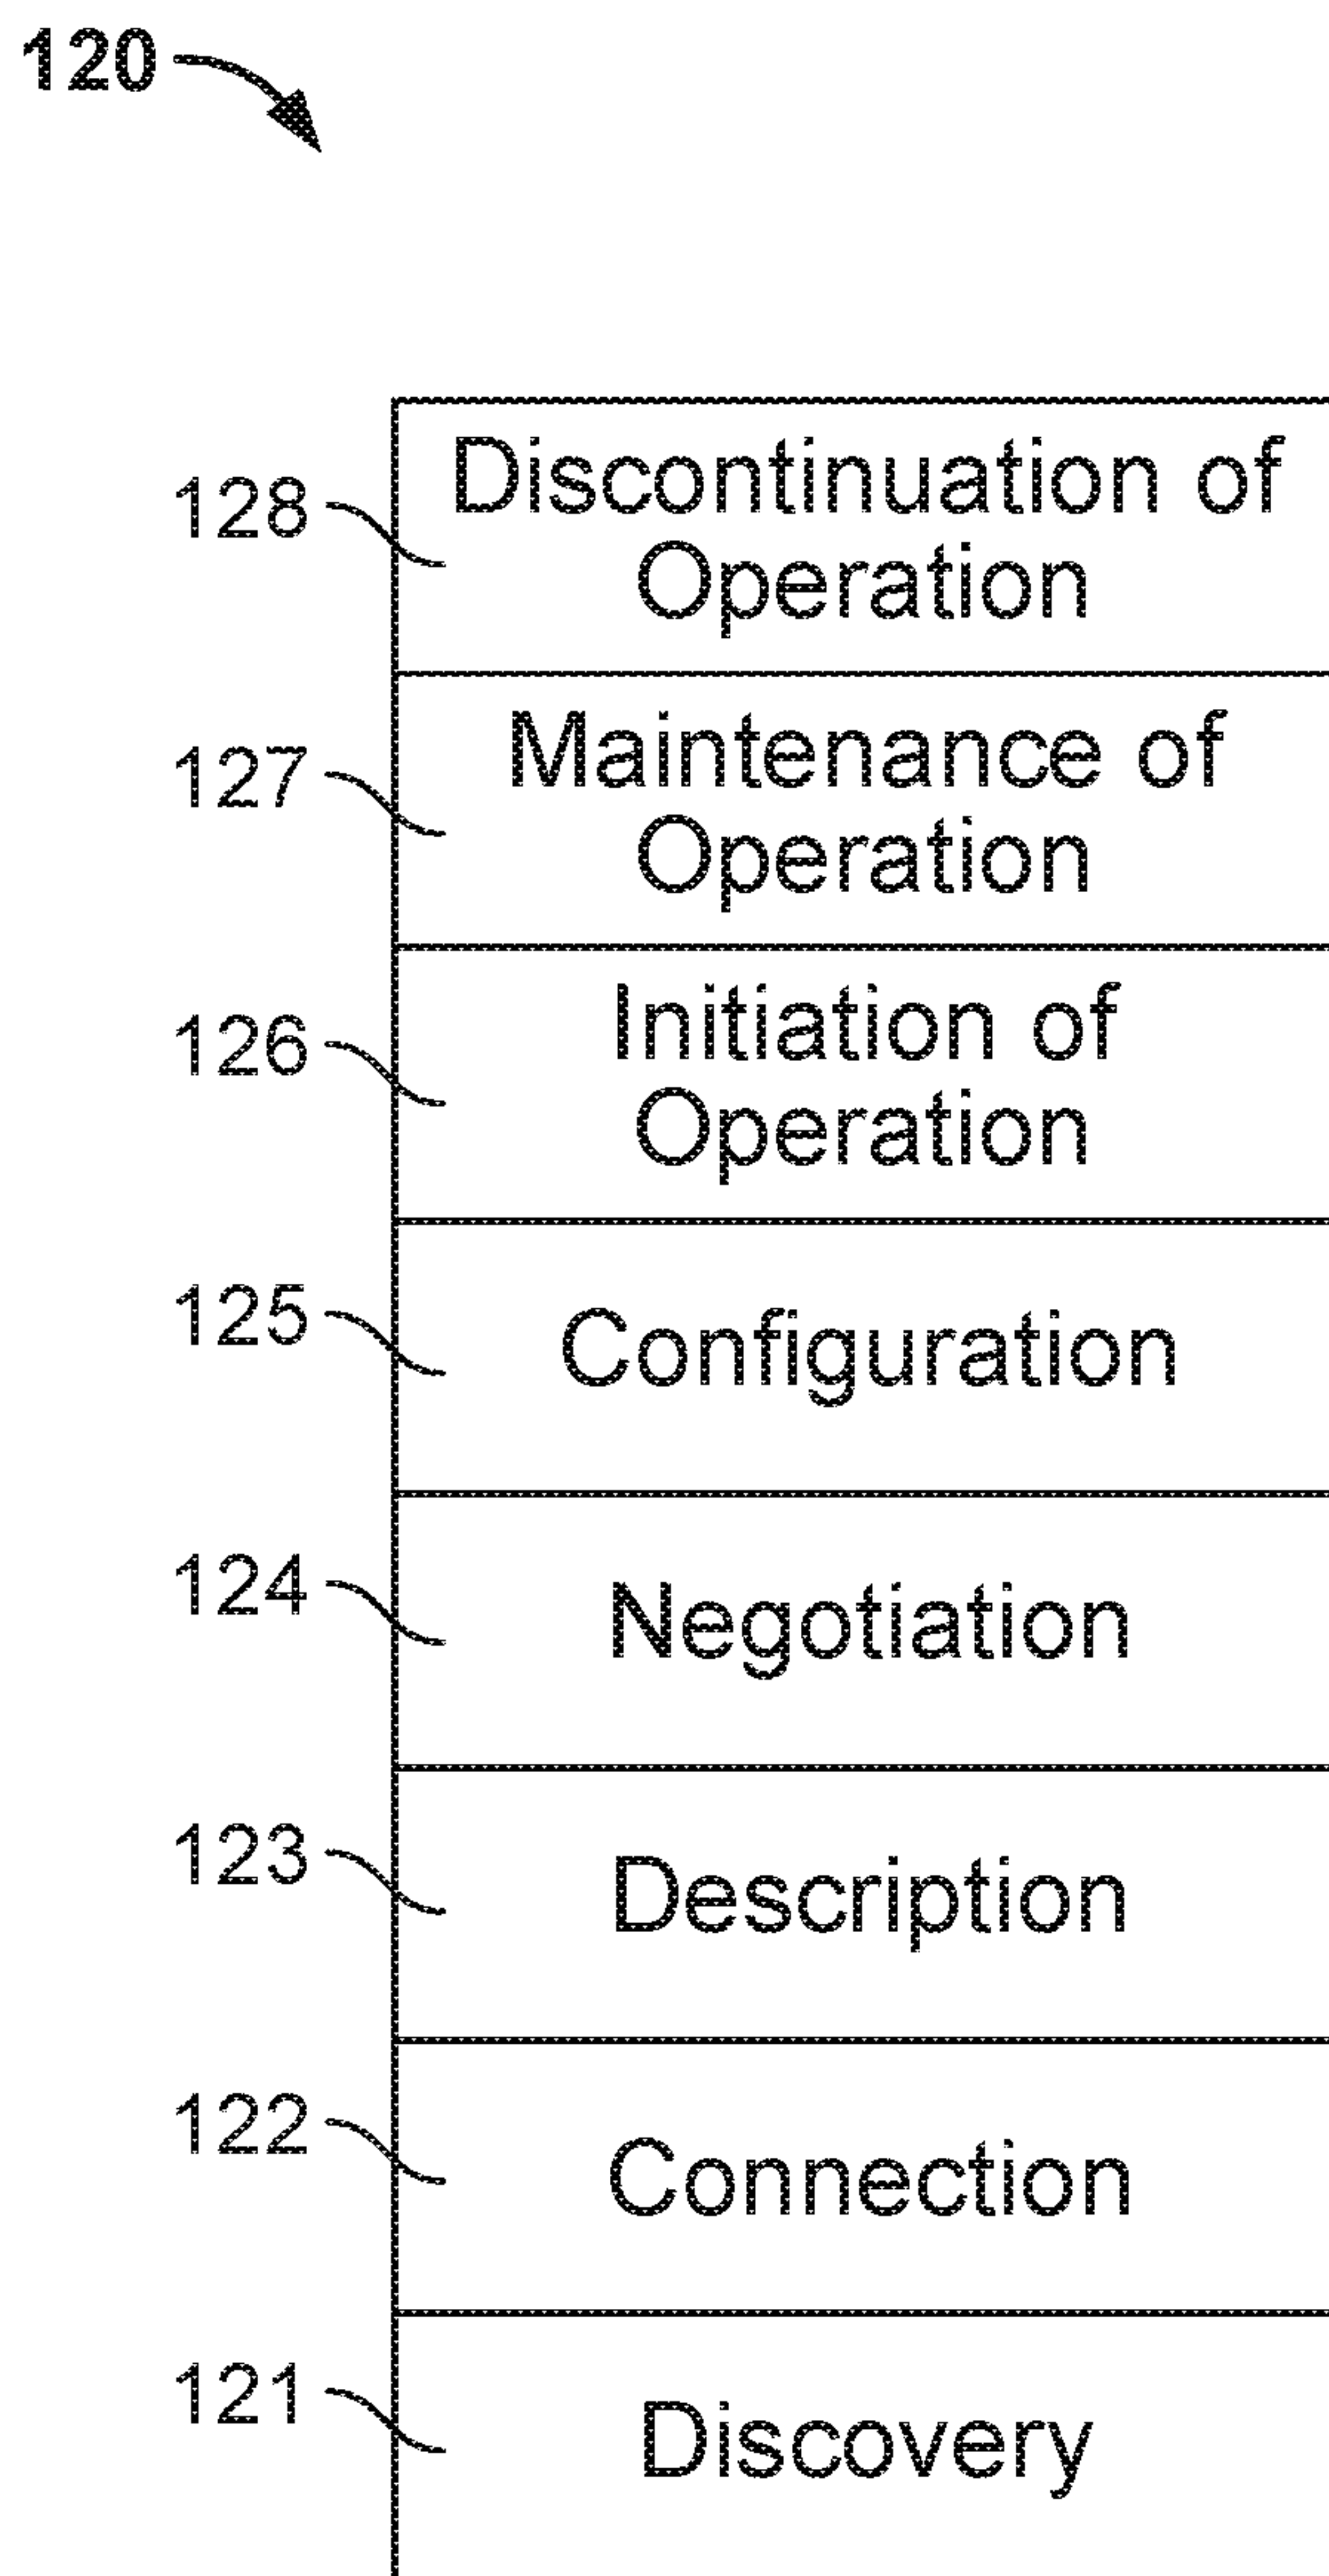 120
128
Discontinuation of
Operation
127
Maintenance of
Operation
126
Initiation of
Operation
125
Configuration
124
Negotiation
123
Description
122
Connection
121
Discovery